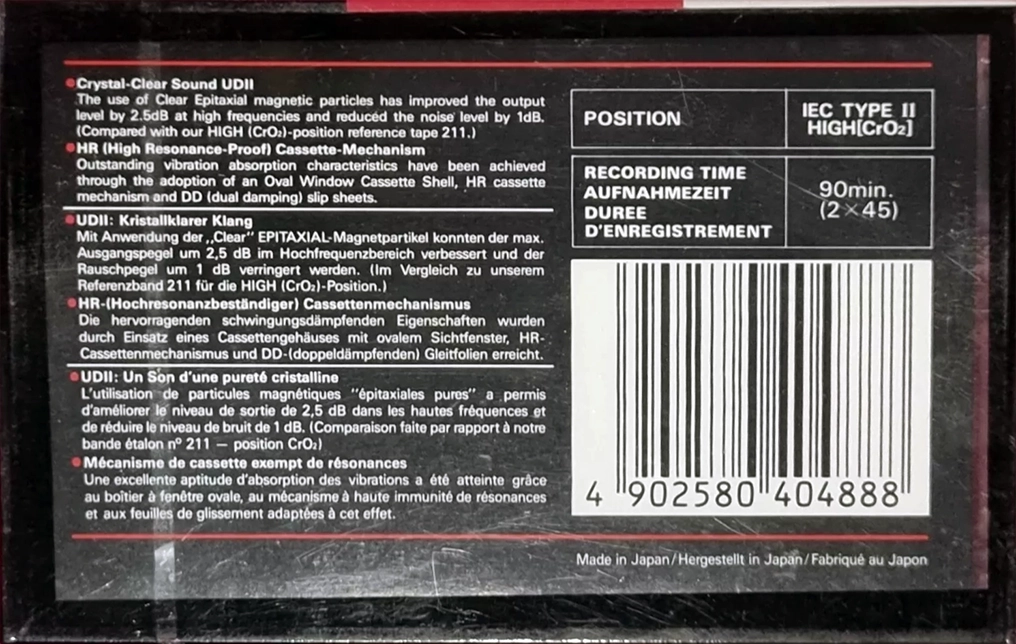 ●Crystal-Clear Sound UDII
The use of Clear Epitaxial magnetic particles has improved the output
level by 2.5dB at high frequencies and reduced the noise level by 1dB.
(Compared with our HIGH (CrO₂)-position reference tape 211.)
●HR (High Resonance-Proof) Cassette-Mechanism
Outstanding vibration absorption characteristics have been achieved
through the adoption of an Oval Window Cassette Shell, HR cassette
mechanism and DD (dual damping) slip sheets.
●UDII: Kristallklarer Klang
Mit Anwendung der „Clear" EPITAXIAL-Magnetpartikel konnten der max.
Ausgangspegel um 2,5 dB im Hochfrequenzbereich verbessert und der
Rauschpegel um 1 dB verringert werden. (Im Vergleich zu unserem
Referenzband 211 für die HIGH (CrO₂)-Position.)
●HR-(Hochresonanzbeständiger) Cassettenmechanismus
Die hervorragenden schwingungsdämpfenden Eigenschaften wurden
durch Einsatz eines Cassettengehäuses mit ovalem Sichtfenster, HR-
Cassettenmechanismus und DD-(doppeldämpfenden) Gleitfolien erreicht.
●UDII: Un Son d'une pureté cristalline
L'utilisation de particules magnétiques "épitaxiales pures" a permis
d'améliorer le niveau de sortie de 2,5 dB dans les hautes fréquences et
de réduire le niveau de bruit de 1 dB. (Comparaison faite par rapport à notre
bande étalon nº 211 — position CrO₂)
●Mécanisme de cassette exempt de résonances
Une excellente aptitude d'absorption des vibrations a été atteinte grâce
au boîtier à fenêtre ovale, au mécanisme à haute immunité de résonances
et aux feuilles de glissement adaptées à cet effet.
POSITION
IEC TYPE II
HIGH[CrO₂]
RECORDING TIME
AUFNAHMEZEIT
DUREE
D'ENREGISTREMENT
90min.
(2×45)
4 902580 404888
Made in Japan/Hergestellt in Japan/Fabriqué au Japon